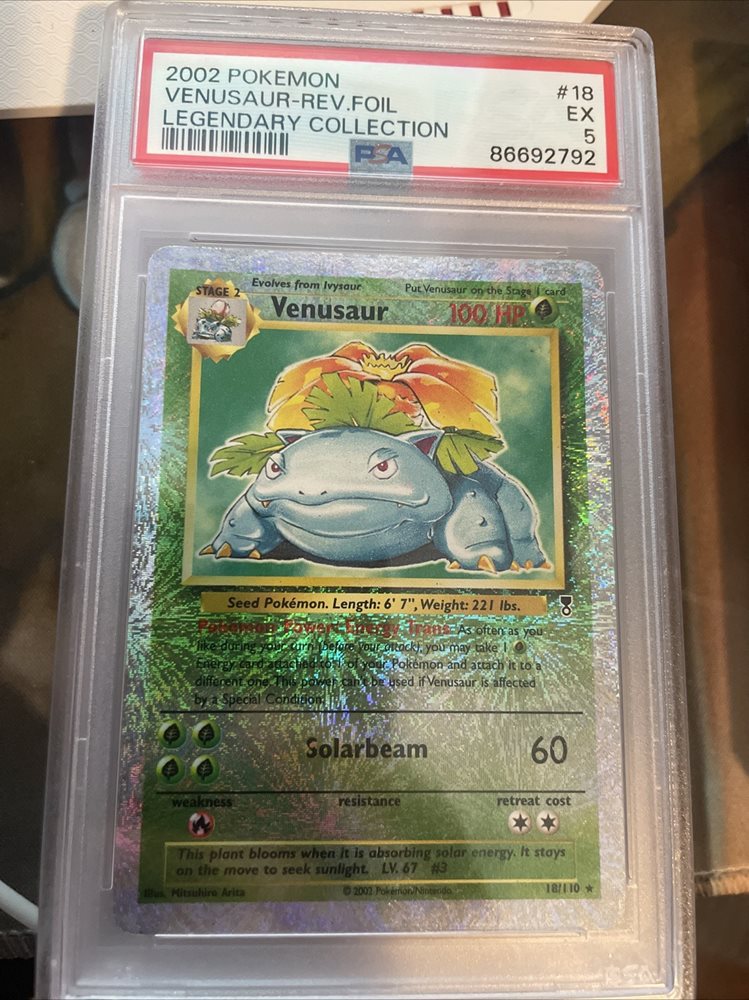 2002 POKEMON #18
VENUSAUR-REV.FOIL EX
LEGENDARY COLLECTION 5
PSA 86692792
STAGE 2 Evolves from Ivysaur Put Venusaur on the Stage 1 card
Venusaur 100 HP
Seed Pokémon. Length: 6' 7", Weight: 221 lbs.
Pokémon Power: Energy Trans As often as you
like during your turn (before your attack), you may take 1
Energy card attached to 1 of your Pokémon and attach it to a
different one. This power can't be used if Venusaur is affected
by a Special Condition.
Solarbeam 60
weakness resistance retreat cost
This plant blooms when it is absorbing solar energy. It stays
on the move to seek sunlight. LV. 67 #3
Illus. Mitsuhiro Arita © 2002 Pokémon/Nintendo 18/110 ★